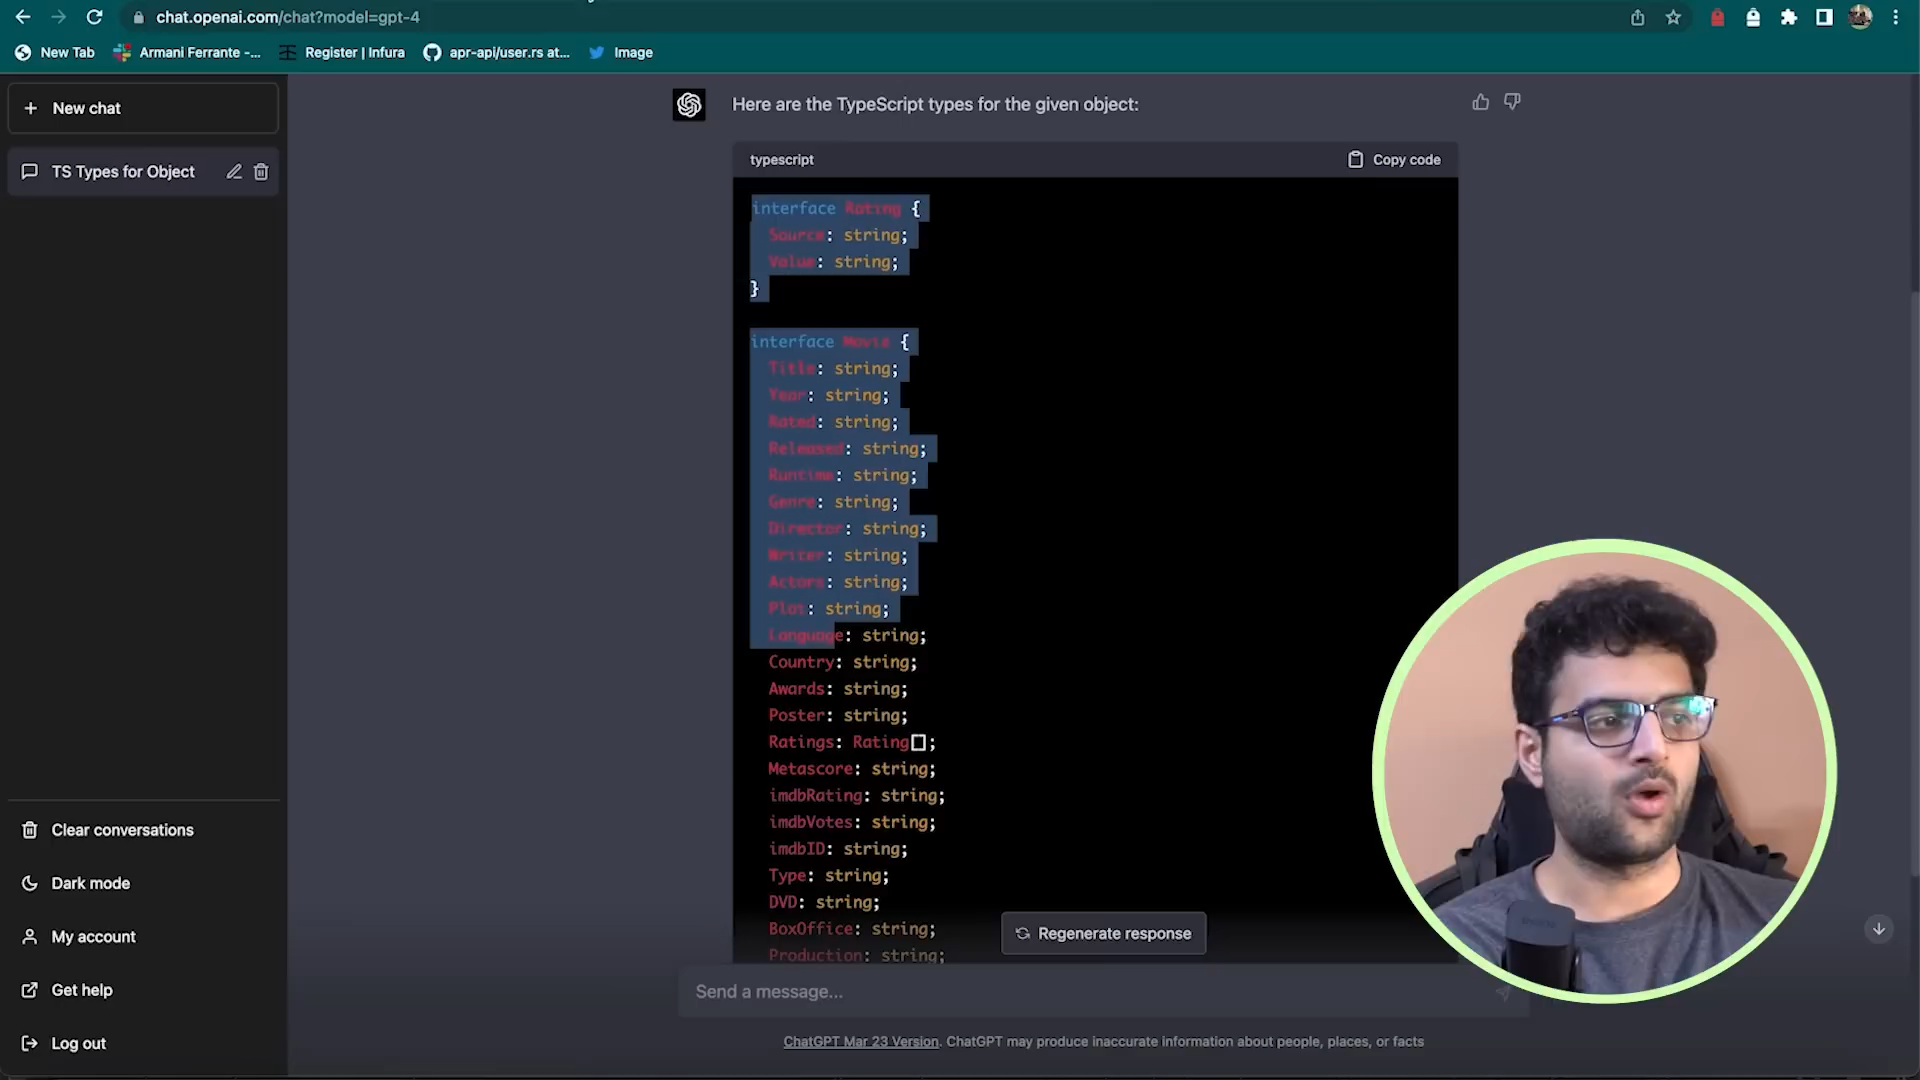 chat.openai.com/chat?model=gpt-4
New Tab
Armani Ferrante -...
Register | Infura
apr-api/user.rs at...
Image
New chat
TS Types for Object
Clear conversations
Dark mode
My account
Get help
Log out
Here are the TypeScript types for the given object:
typescript
Copy code
interface Rating {
Source: string;
Value: string;
}
interface Movie {
Title: string;
Year: string;
Rated: string;
Released: string;
Runtime: string;
Genre: string;
Director: string;
Writer: string;
Actors: string;
Plot: string;
Language: string;
Country: string;
Awards: string;
Poster: string;
Ratings: Rating[];
Metascore: string;
imdbRating: string;
imdbVotes: string;
imdbID: string;
Type: string;
DVD: string;
BoxOffice: string;
Production: string;
Regenerate response
Send a message...
ChatGPT Mar 23 Version. ChatGPT may produce inaccurate information about people, places, or facts